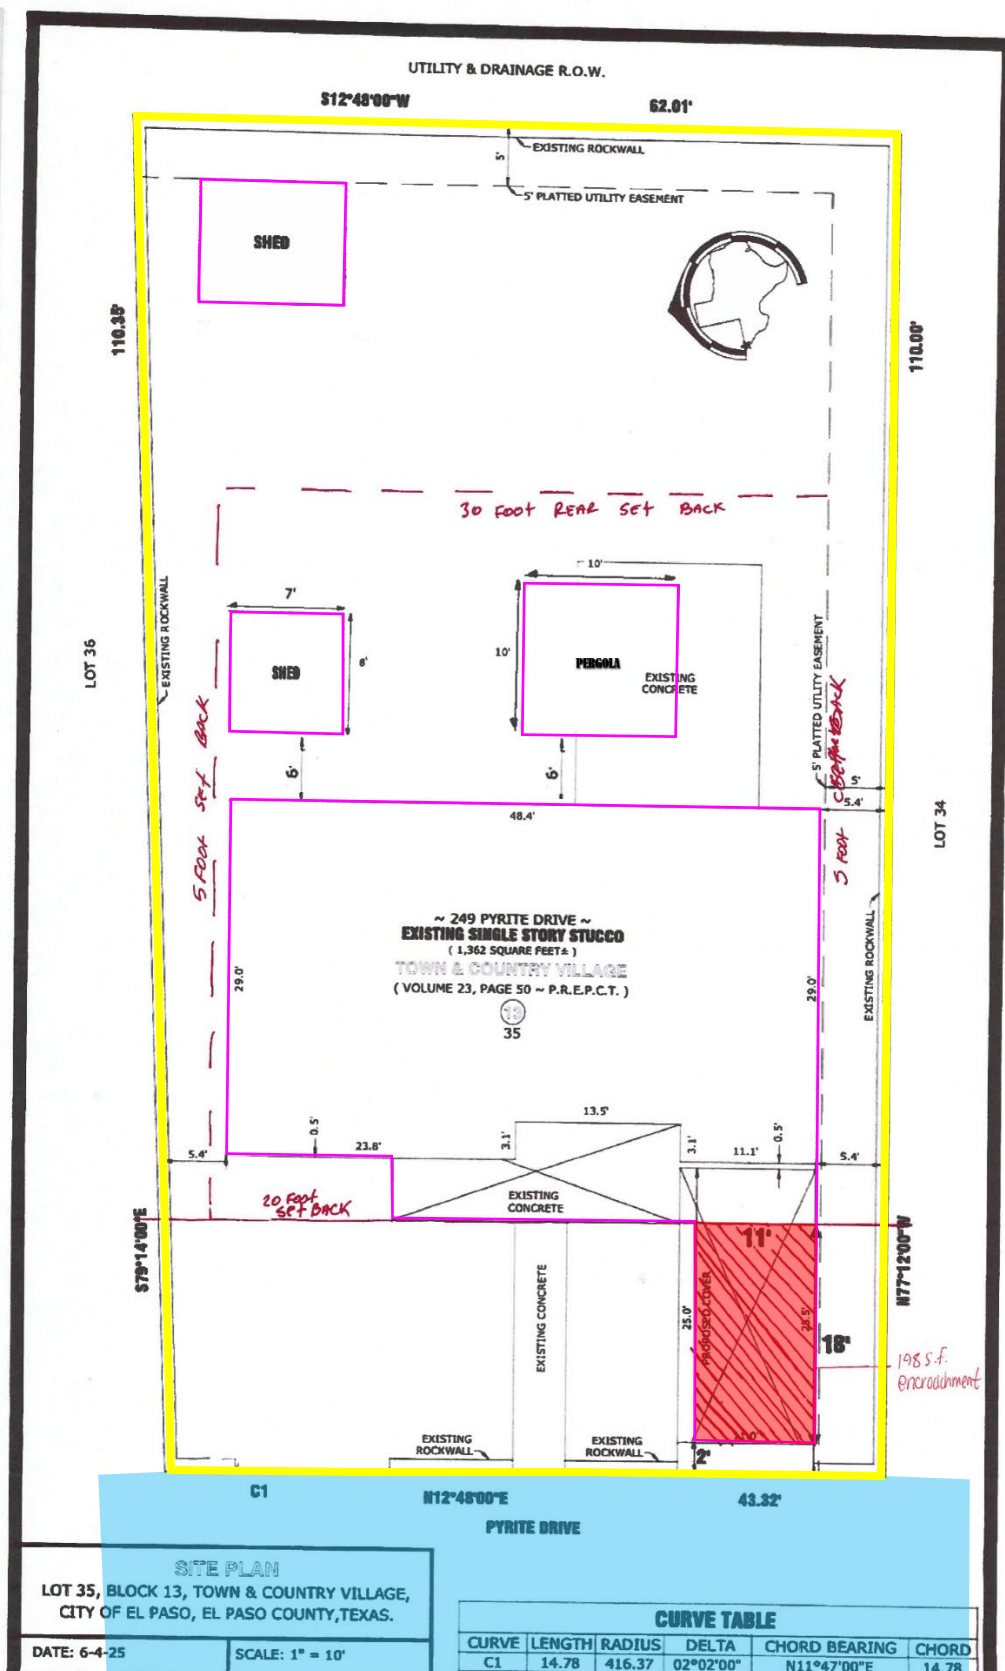 UTILITY & DRAINAGE R.O.W.
S12°48'00"W
62.01'
EXISTING ROCKWALL
5'
5' PLATTED UTILITY EASEMENT
SHED
110.35'
110.00'
30 FOOT REAR SET BACK
LOT 36
EXISTING ROCKWALL
7'
SHED
10'
10'
PERGOLA
EXISTING
CONCRETE
5' PLATTED UTILITY EASEMENT
5 FOOT SET BACK
6'
6'
5'
5.4'
5 FOOT
LOT 34
48.4'
~ 249 PYRITE DRIVE ~
EXISTING SINGLE STORY STUCCO
( 1,362 SQUARE FEET± )
TOWN & COUNTRY VILLAGE
( VOLUME 23, PAGE 50 ~ P.R.E.P.C.T. )
13
35
29.0'
29.0'
EXISTING ROCKWALL
5.4'
0.5'
23.8'
3.1'
13.5'
3.1'
11.1'
0.5'
5.4'
EXISTING
CONCRETE
20 FOOT
SET BACK
S79°14'00"E
N77°12'00"W
11'
EXISTING CONCRETE
25.0'
PROPOSED COVER
25.5'
18'
198 S.f.
encroachment
EXISTING
ROCKWALL
EXISTING
ROCKWALL
2'
C1
N12°48'00"E
43.32'
PYRITE DRIVE
SITE PLAN
LOT 35, BLOCK 13, TOWN & COUNTRY VILLAGE,
CITY OF EL PASO, EL PASO COUNTY,TEXAS.
DATE: 6-4-25
SCALE: 1" = 10'
CURVE TABLE
CURVE LENGTH RADIUS DELTA CHORD BEARING CHORD
C1 14.78 416.37 02°02'00" N11°47'00"E 14.78